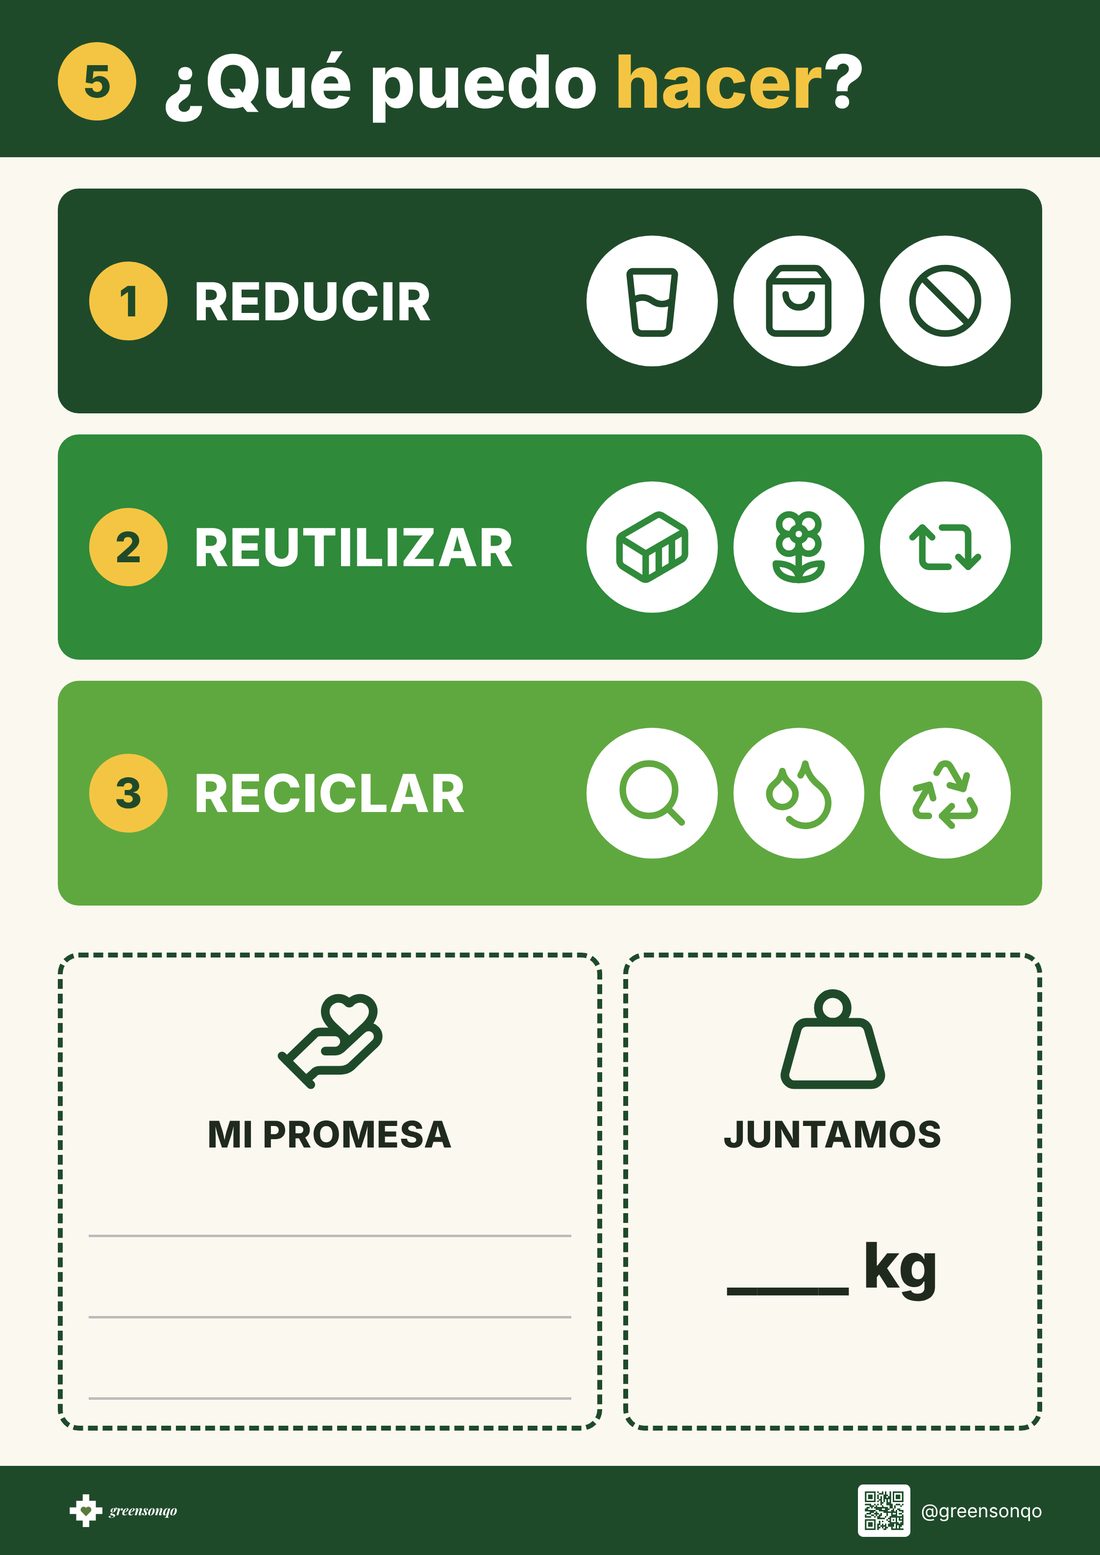 5 ¿Qué puedo hacer?
1 REDUCIR
2 REUTILIZAR
3 RECICLAR
MI PROMESA
JUNTAMOS
____ kg
greensonqo
@greensonqo